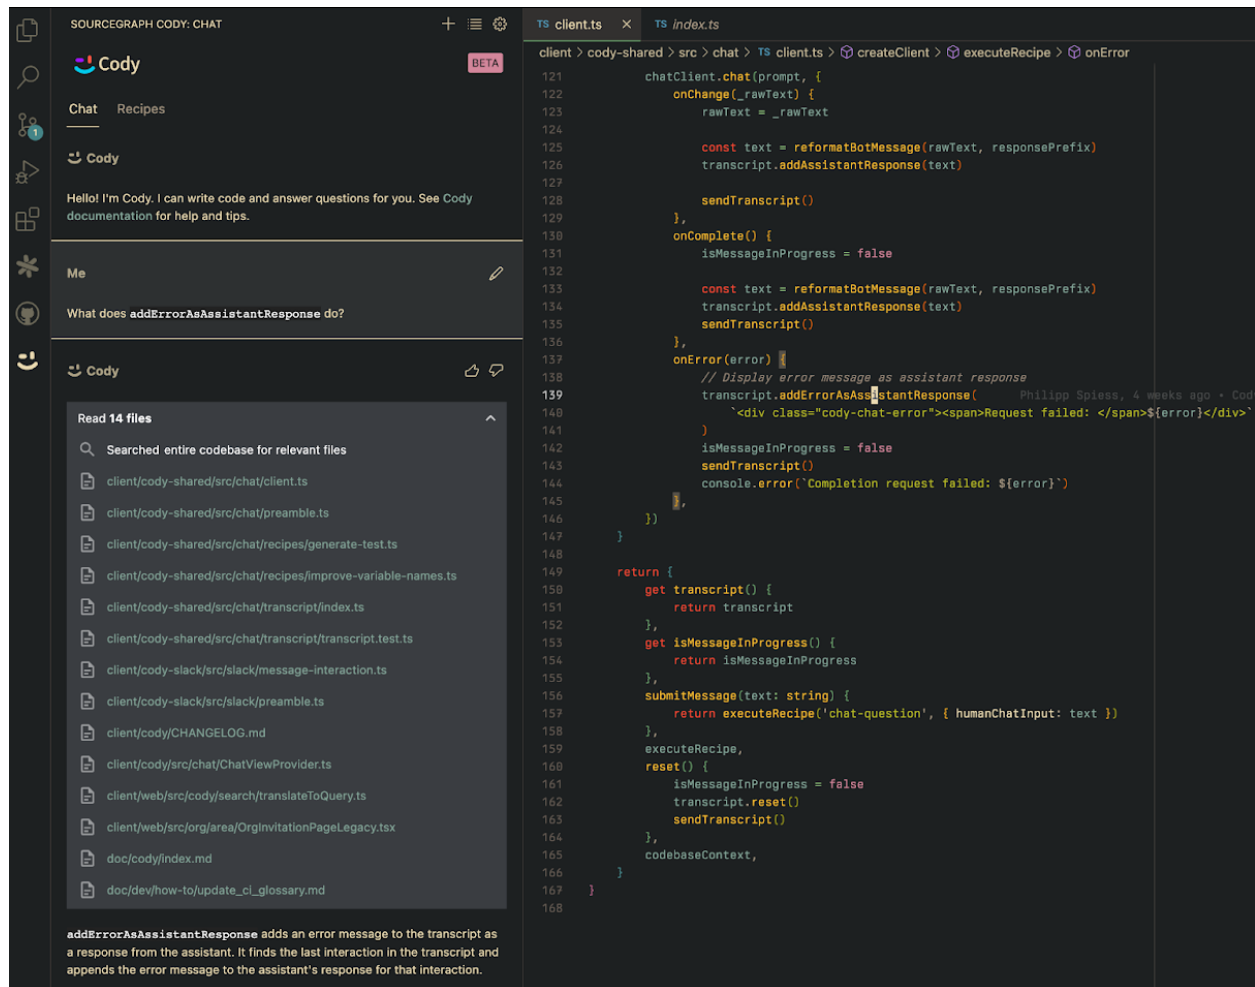 SOURCEGRAPH CODY: CHAT
Cody
BETA
Chat Recipes
Cody
Hello! I'm Cody. I can write code and answer questions for you. See Cody
documentation for help and tips.
Me
What does addErrorAsAssistantResponse do?
Cody
Read 14 files
Searched entire codebase for relevant files
client/cody-shared/src/chat/client.ts
client/cody-shared/src/chat/preamble.ts
client/cody-shared/src/chat/recipes/generate-test.ts
client/cody-shared/src/chat/recipes/improve-variable-names.ts
client/cody-shared/src/chat/transcript/index.ts
client/cody-shared/src/chat/transcript/transcript.test.ts
client/cody-slack/src/slack/message-interaction.ts
client/cody-slack/src/slack/preamble.ts
client/cody/CHANGELOG.md
client/cody/src/chat/ChatViewProvider.ts
client/web/src/cody/search/translateToQuery.ts
client/web/src/org/area/OrgInvitationPageLegacy.tsx
doc/cody/index.md
doc/dev/how-to/update_ci_glossary.md
addErrorAsAssistantResponse adds an error message to the transcript as
a response from the assistant. It finds the last interaction in the transcript and
appends the error message to the assistant's response for that interaction.
1
TS client.ts × TS index.ts
client > cody-shared > src > chat > TS client.ts > createClient > executeRecipe > onError
121 chatClient.chat(prompt, {
122 onChange(_rawText) {
123 rawText = _rawText
124
125 const text = reformatBotMessage(rawText, responsePrefix)
126 transcript.addAssistantResponse(text)
127
128 sendTranscript()
129 },
130 onComplete() {
131 isMessageInProgress = false
132
133 const text = reformatBotMessage(rawText, responsePrefix)
134 transcript.addAssistantResponse(text)
135 sendTranscript()
136 },
137 onError(error) {
138 // Display error message as assistant response
139 transcript.addErrorAsAssistantResponse( Philipp Spiess, 4 weeks ago • Cod
140 `<div class="cody-chat-error"><span>Request failed: </span>${error}</div>`
141 )
142 isMessageInProgress = false
143 sendTranscript()
144 console.error(`Completion request failed: ${error}`)
145 },
146 })
147 }
148
149 return {
150 get transcript() {
151 return transcript
152 },
153 get isMessageInProgress() {
154 return isMessageInProgress
155 },
156 submitMessage(text: string) {
157 return executeRecipe('chat-question', { humanChatInput: text })
158 },
159 executeRecipe,
160 reset() {
161 isMessageInProgress = false
162 transcript.reset()
163 sendTranscript()
164 },
165 codebaseContext,
166 }
167 }
168